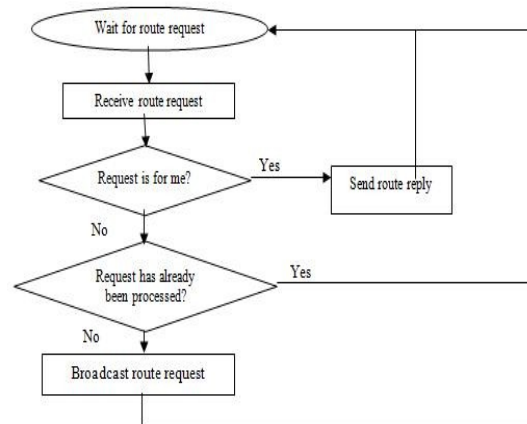 Wait for route request
Receive route request
Request is for me?
Yes
Send route reply
No
Request has already
been processed?
Yes
No
Broadcast route request